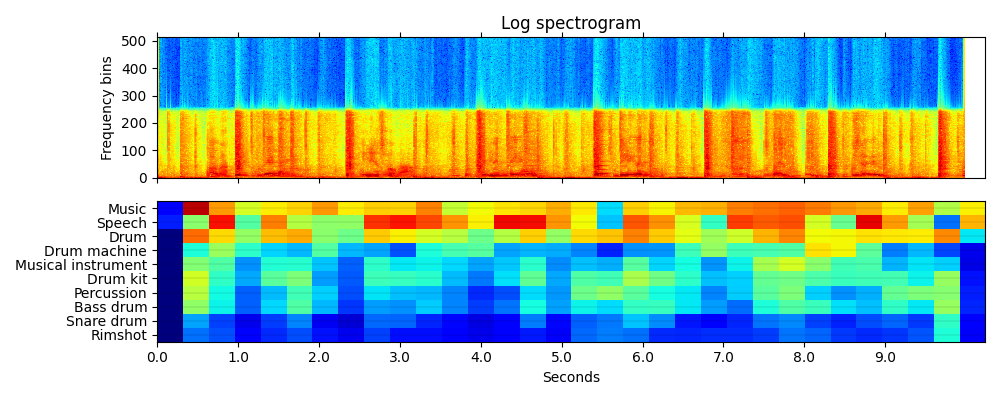 Log spectrogram
Frequency bins
500
400
300
200
100
0
Music
Speech
Drum
Drum machine
Musical instrument
Drum kit
Percussion
Bass drum
Snare drum
Rimshot
0.0 1.0 2.0 3.0 4.0 5.0 6.0 7.0 8.0 9.0
Seconds